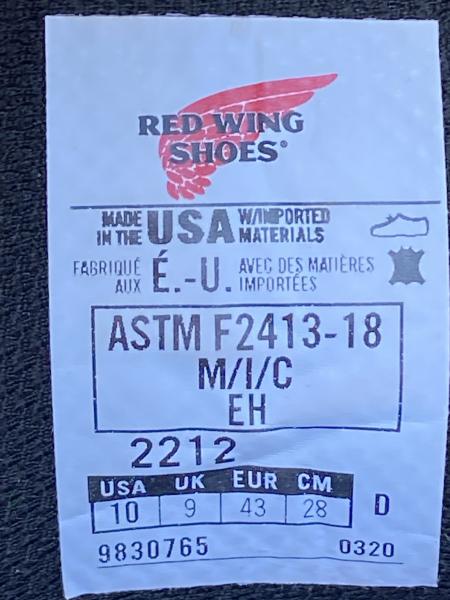 RED WING
SHOES®
MADE IN THE USA W/IMPORTED MATERIALS
FABRIQUÉ AUX É.-U. AVEC DES MATIÈRES IMPORTÉES
ASTM F2413-18
M/I/C
EH
2212
USA UK EUR CM
10 9 43 28 D
9830765 0320